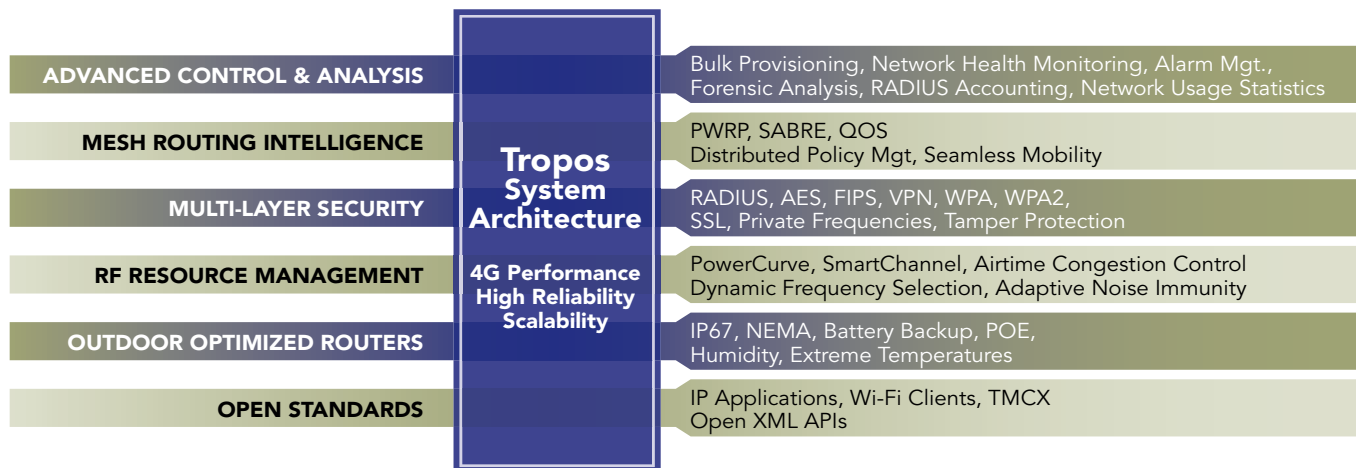 ADVANCED CONTROL & ANALYSIS
Bulk Provisioning, Network Health Monitoring, Alarm Mgt.,
Forensic Analysis, RADIUS Accounting, Network Usage Statistics
MESH ROUTING INTELLIGENCE
PWRP, SABRE, QOS
Distributed Policy Mgt, Seamless Mobility
MULTI-LAYER SECURITY
RADIUS, AES, FIPS, VPN, WPA, WPA2,
SSL, Private Frequencies, Tamper Protection
RF RESOURCE MANAGEMENT
PowerCurve, SmartChannel, Airtime Congestion Control
Dynamic Frequency Selection, Adaptive Noise Immunity
OUTDOOR OPTIMIZED ROUTERS
IP67, NEMA, Battery Backup, POE,
Humidity, Extreme Temperatures
OPEN STANDARDS
IP Applications, Wi-Fi Clients, TMCX
Open XML APIs
Tropos
System
Architecture
4G Performance
High Reliability
Scalability